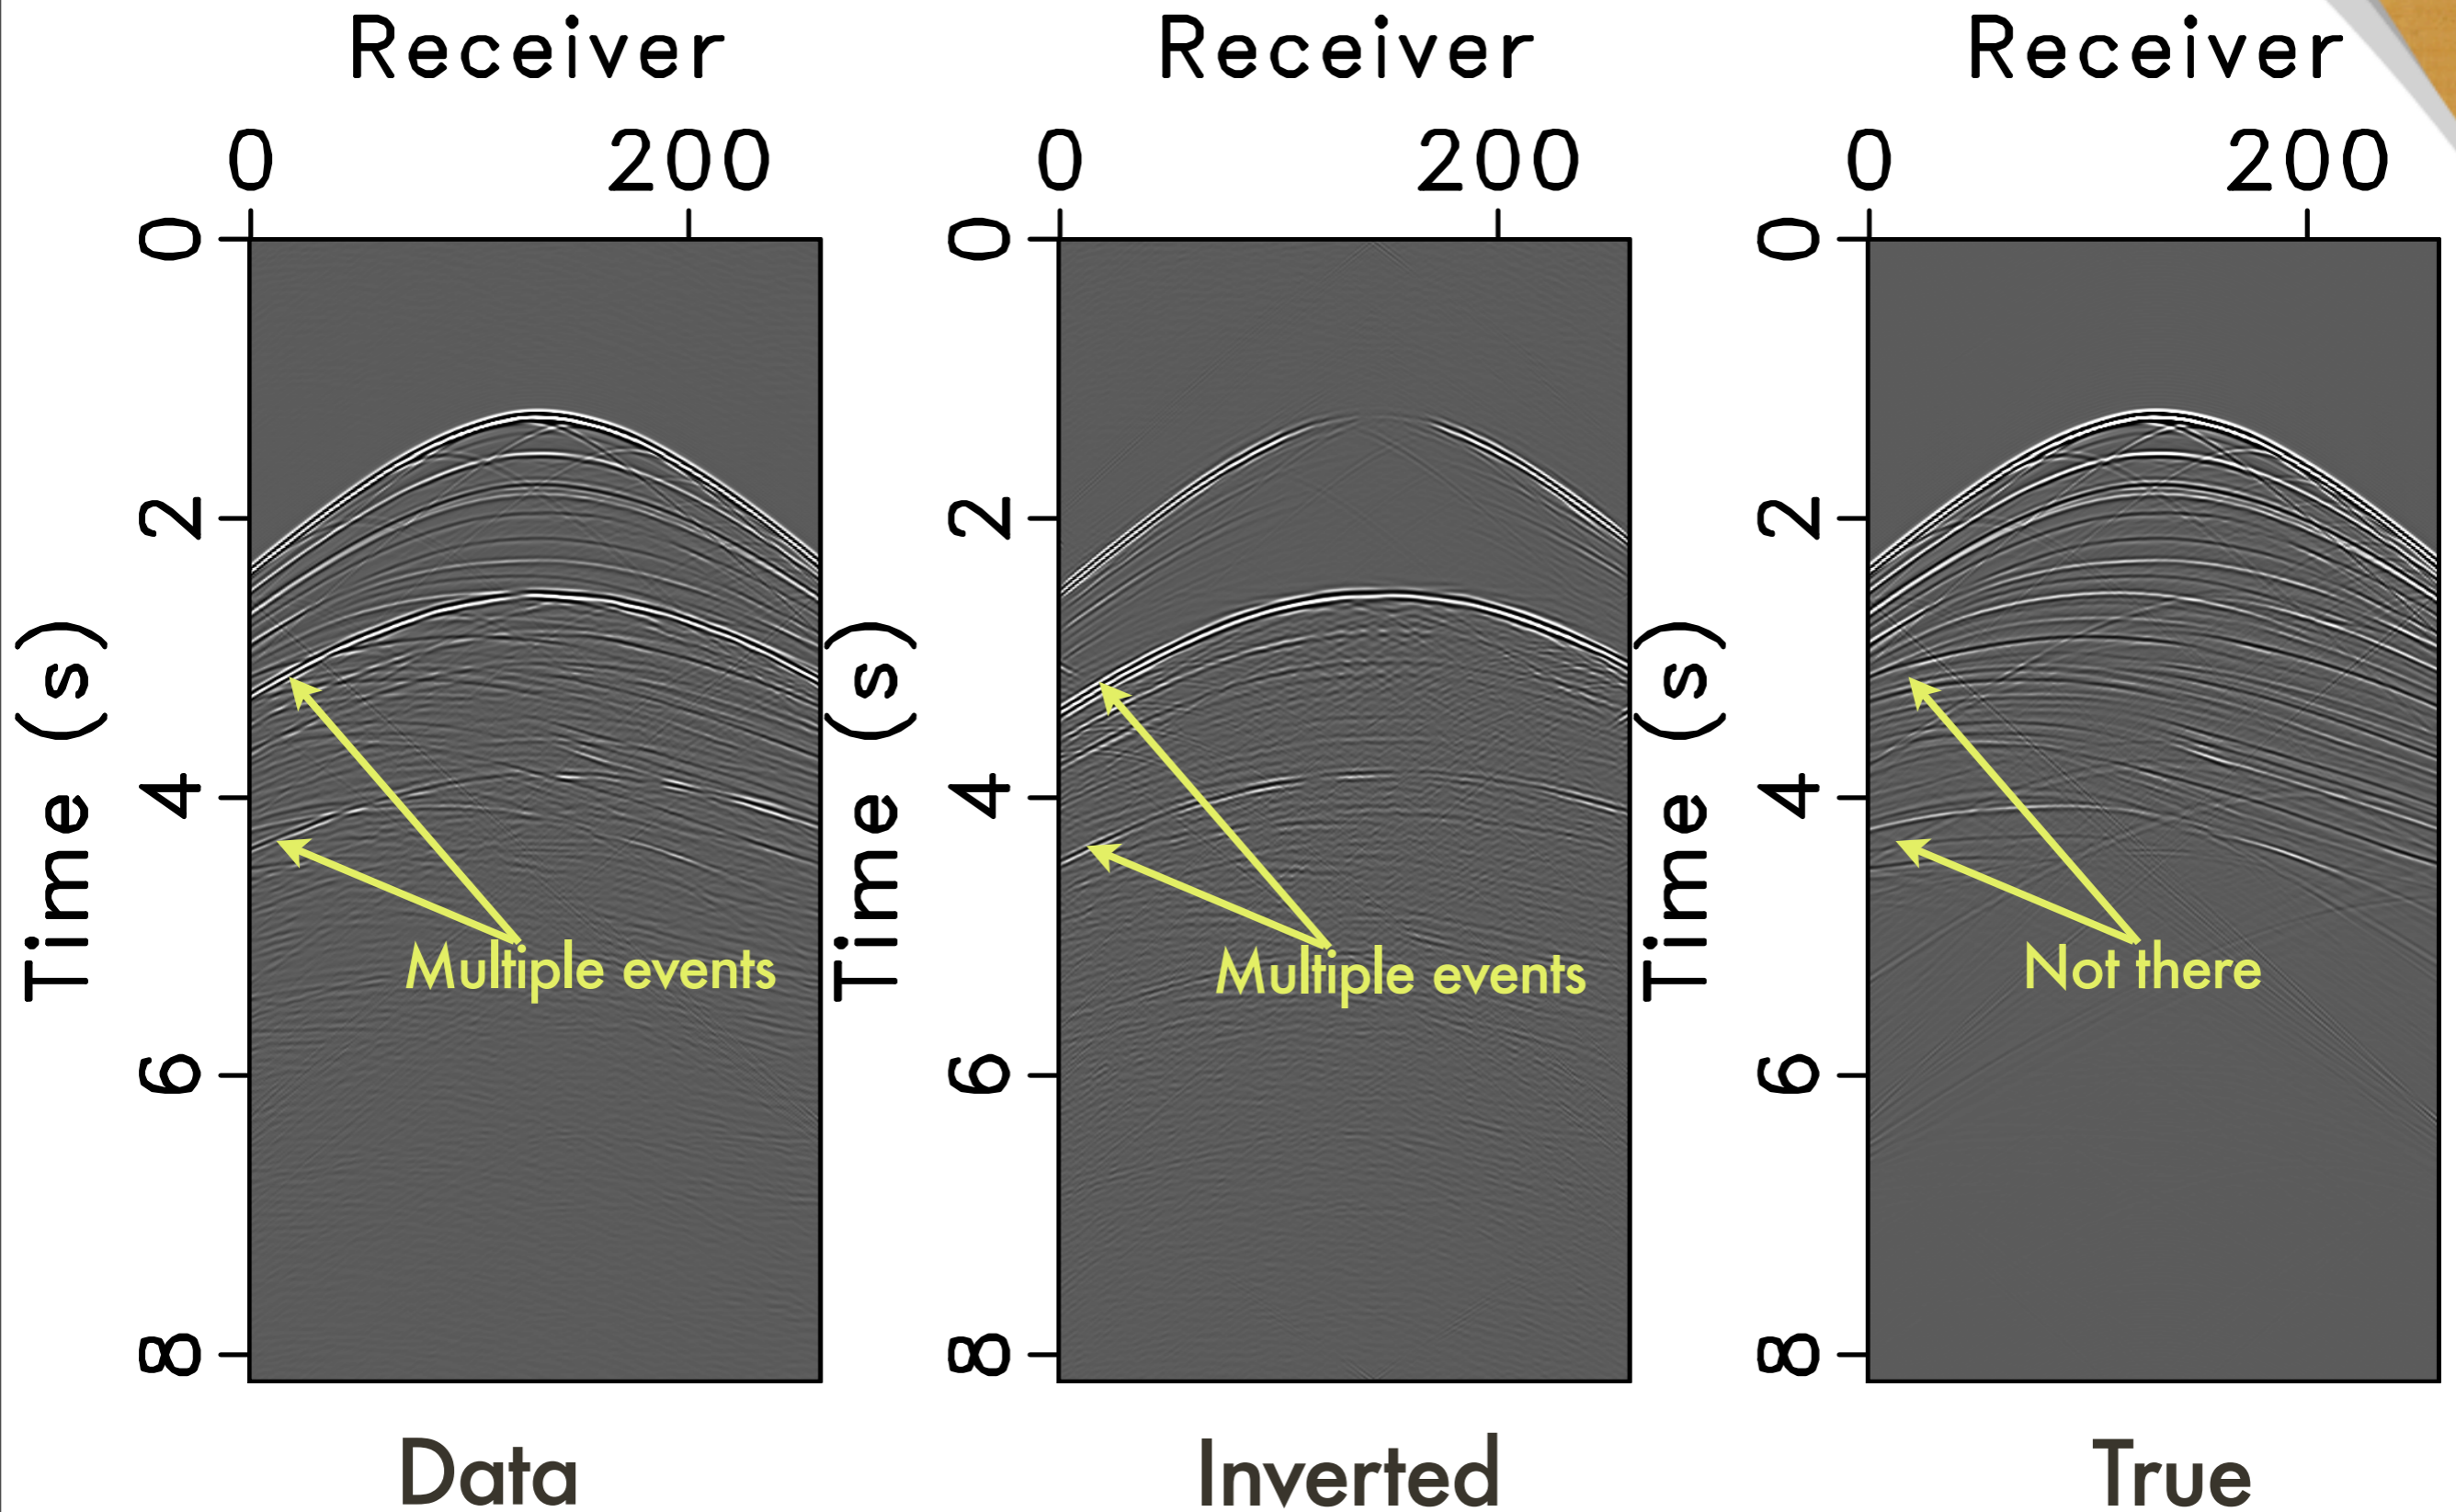 Receiver
0 200
0
2
4
6
8
Time (s)
Multiple events
Data
Receiver
0 200
0
2
4
6
8
Time (s)
Multiple events
Inverted
Receiver
0 200
0
2
4
6
8
Time (s)
Not there
True